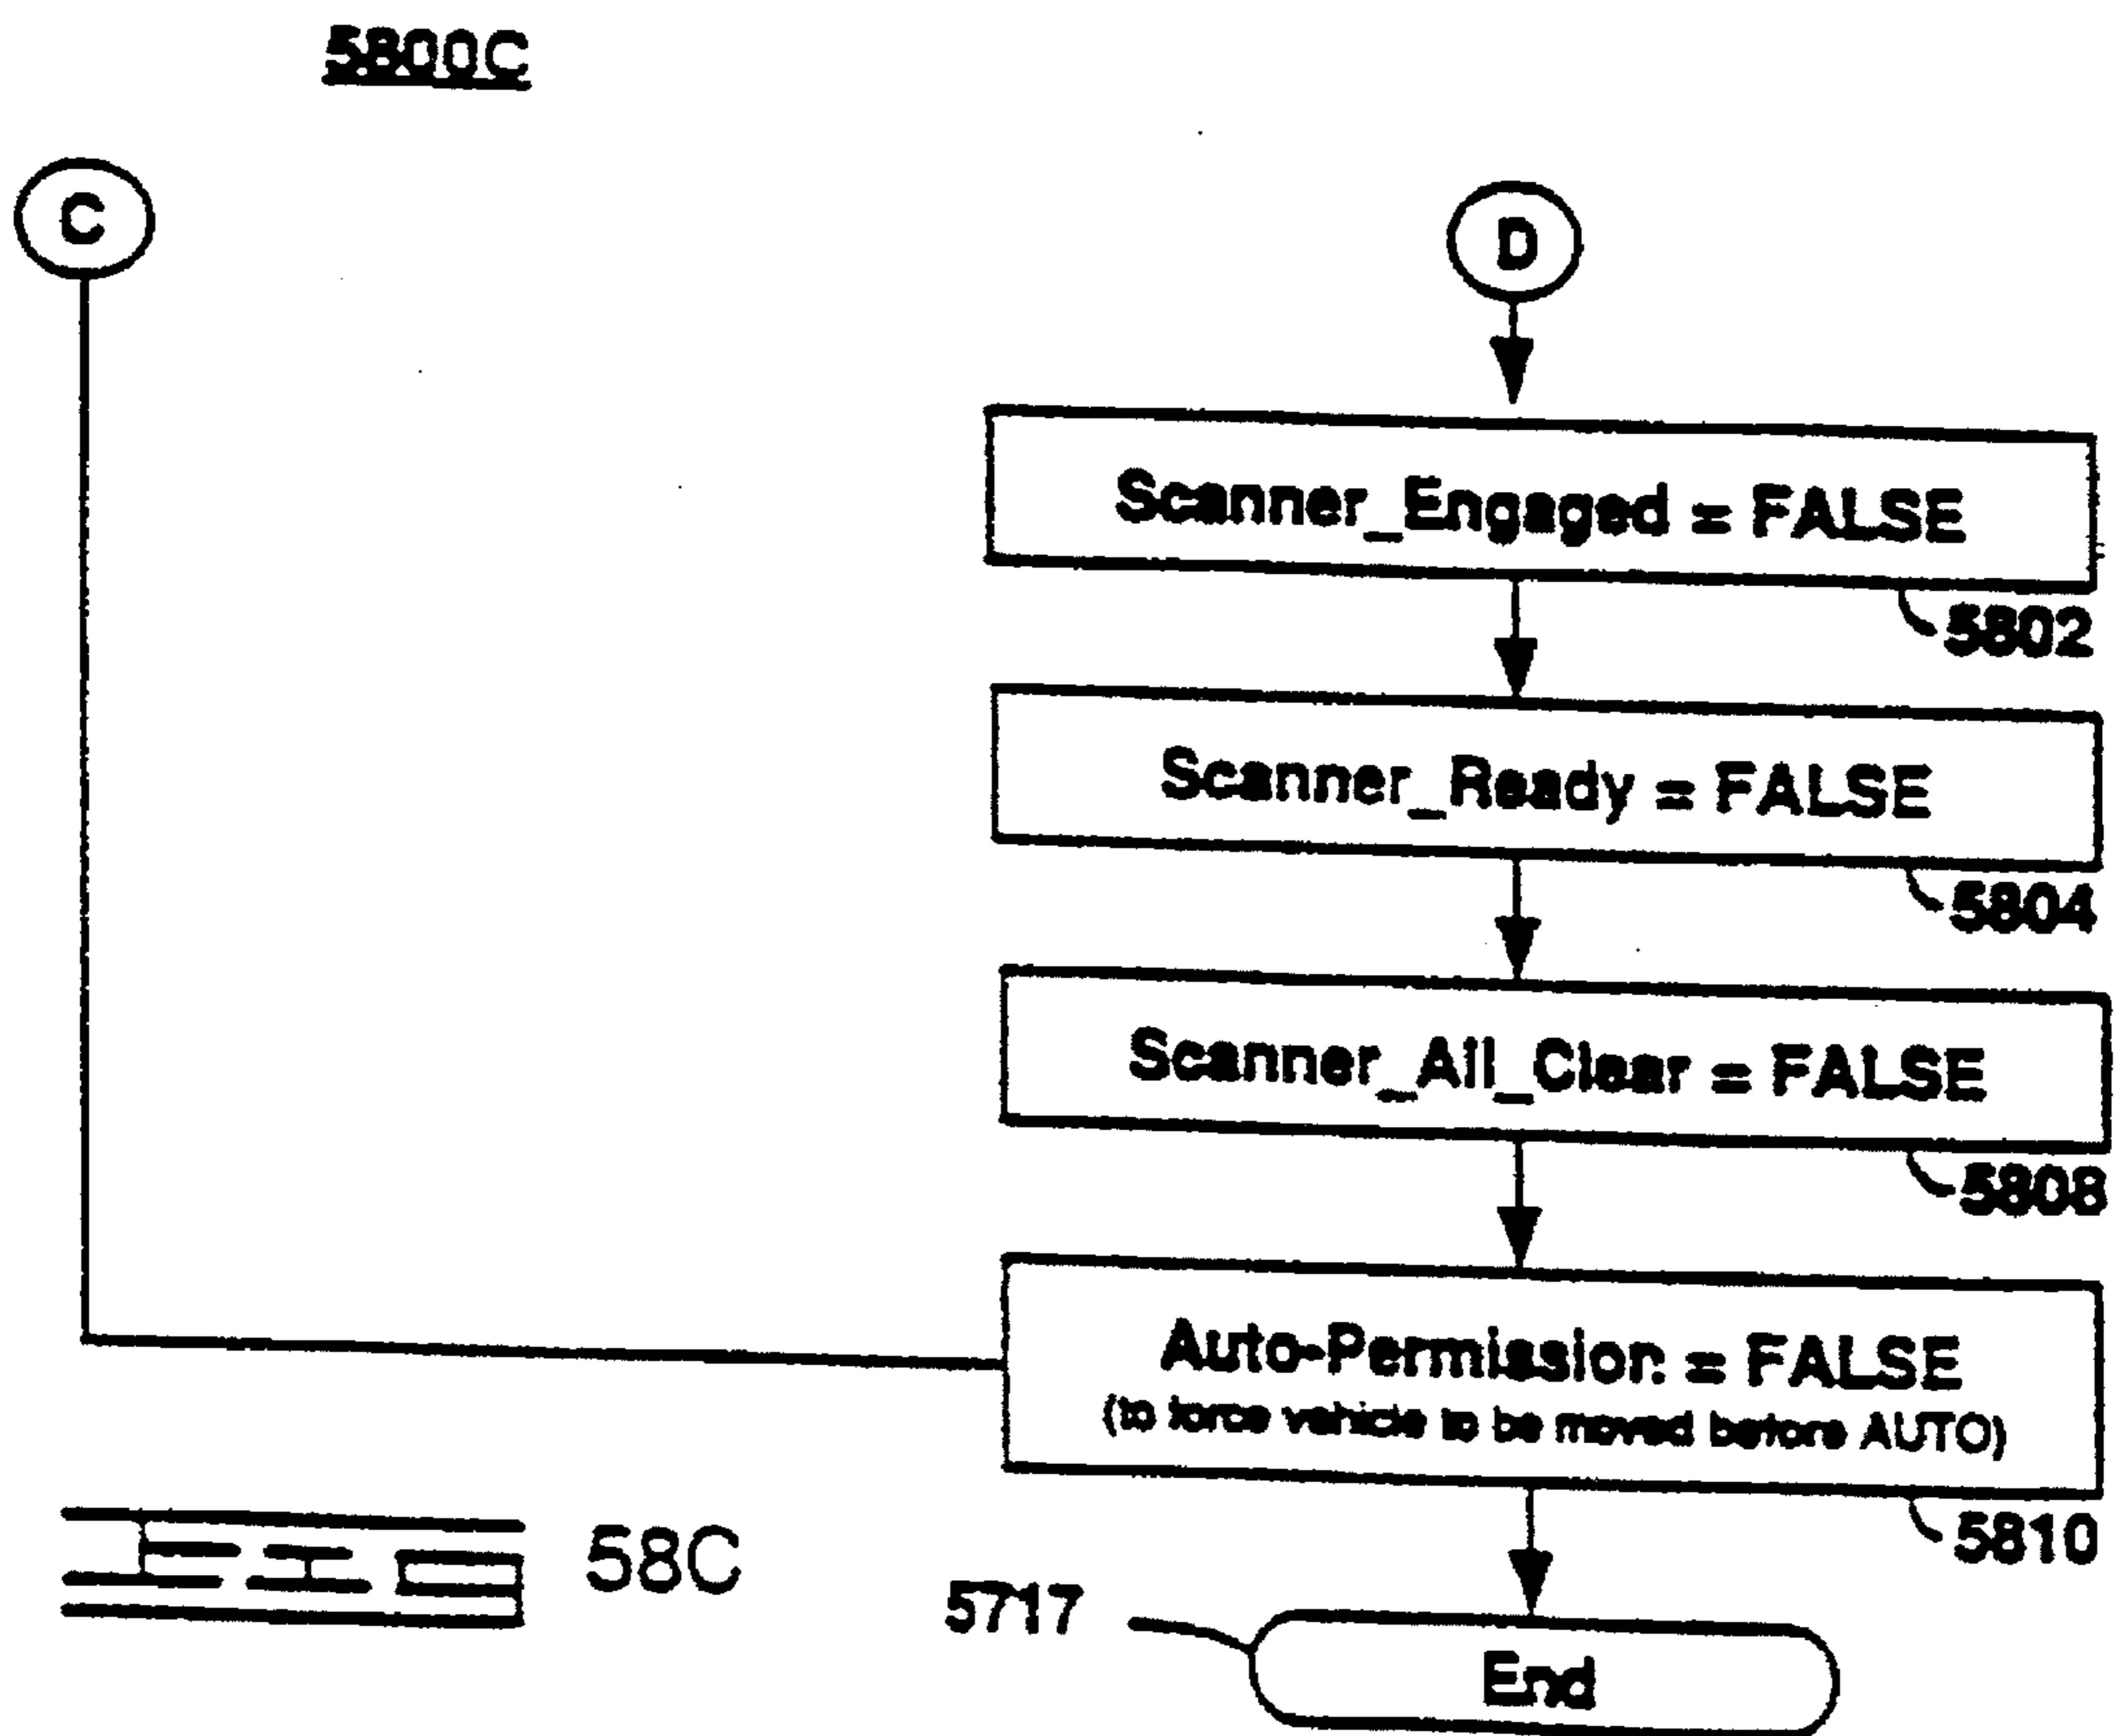 5800C
C
D
Scanner_Engaged = FALSE
5802
Scanner_Ready = FALSE
5804
Scanner_All_Clear = FALSE
5808
Auto-Permission = FALSE
(to force vehicle to be moved before AUTO)
5810
58C
5717
End